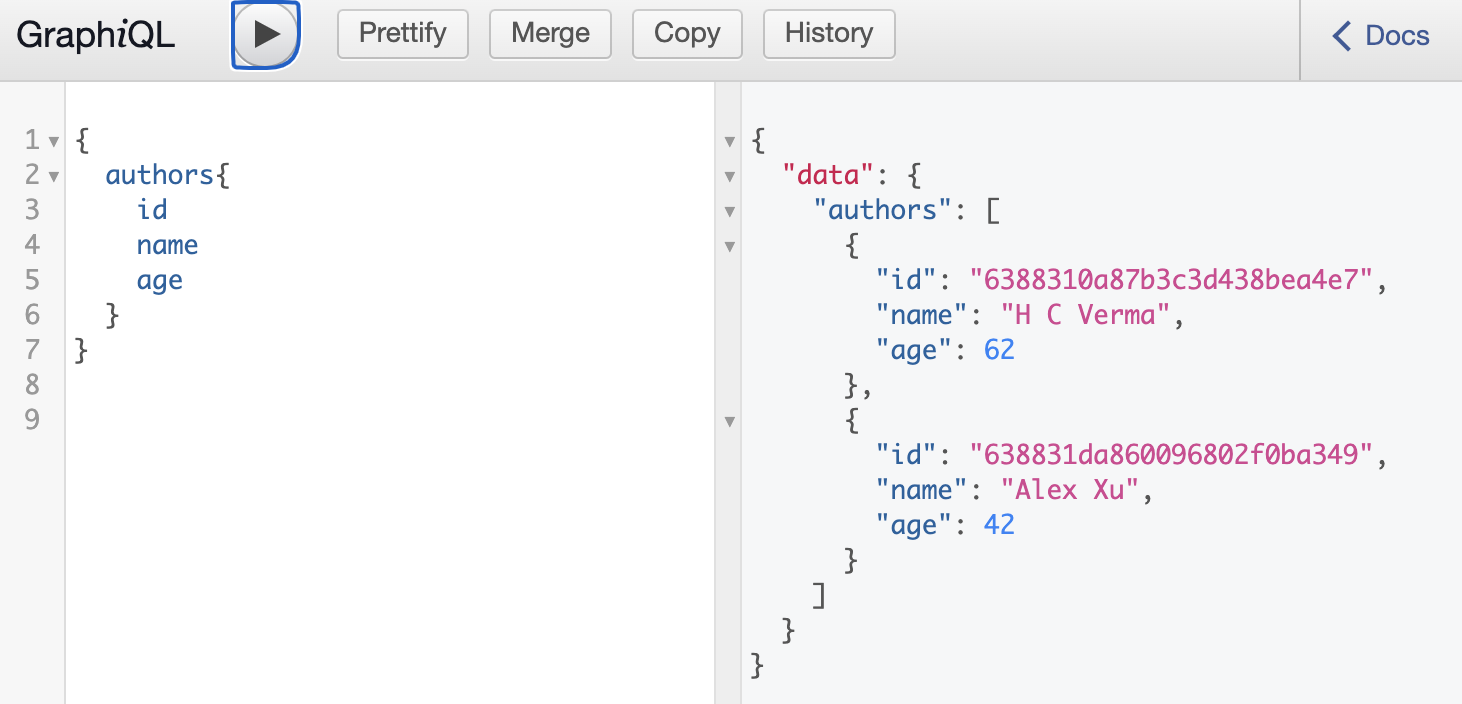 GraphiQL Prettify Merge Copy History Docs
1 {
2 authors{
3 id
4 name
5 age
6 }
7 }
8
9
{
"data": {
"authors": [
{
"id": "6388310a87b3c3d438bea4e7",
"name": "H C Verma",
"age": 62
},
{
"id": "638831da860096802f0ba349",
"name": "Alex Xu",
"age": 42
}
]
}
}